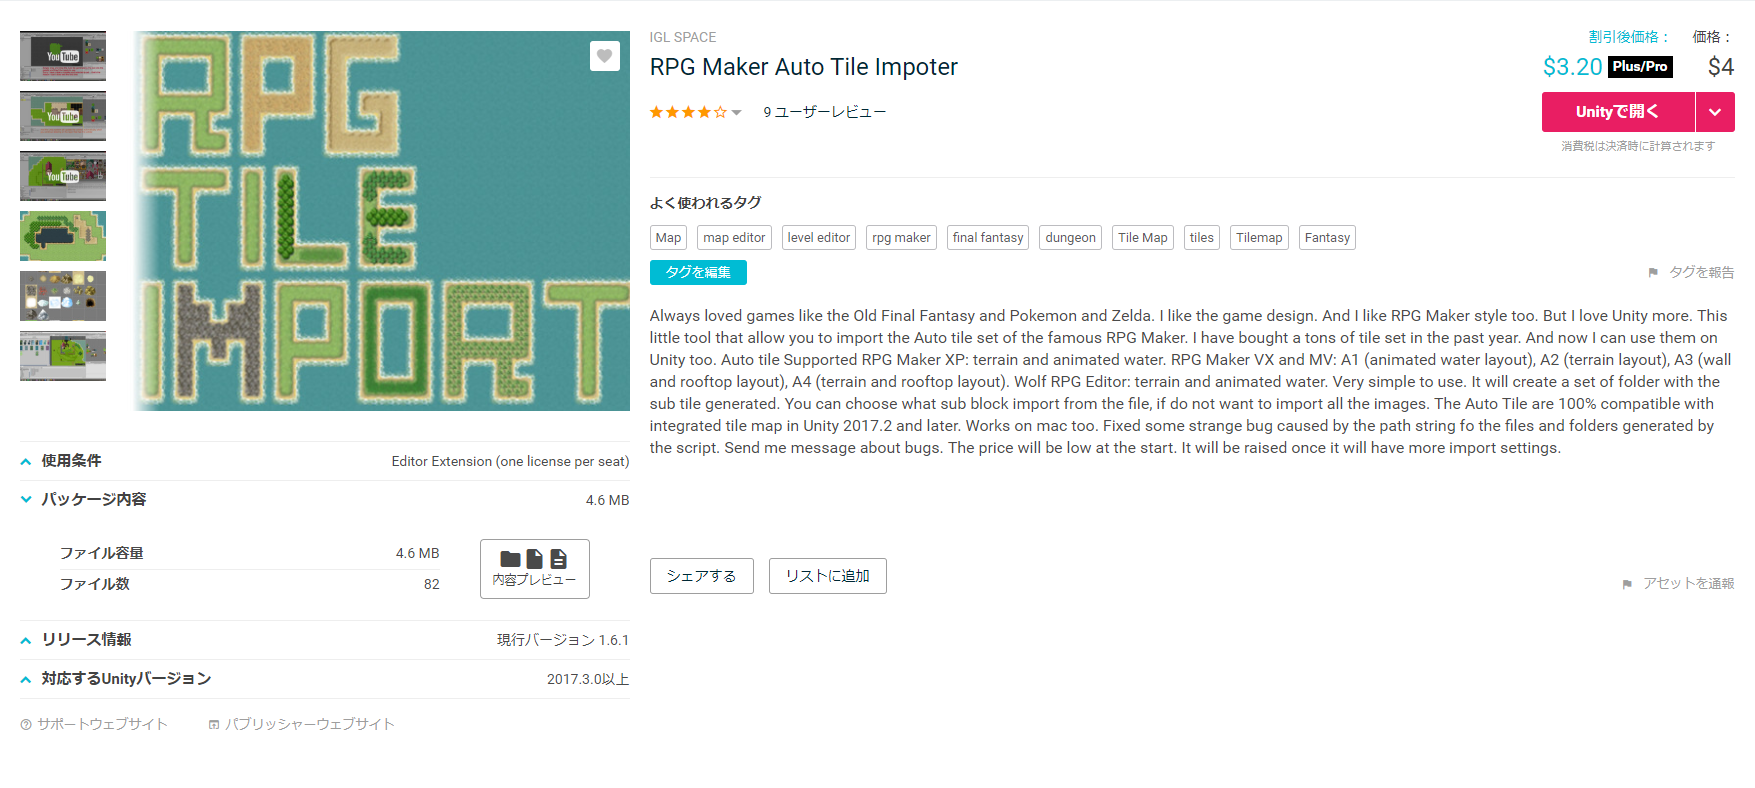 RPG
TILE
IMPORT
YouTube
YouTube
YouTube
IGL SPACE
RPG Maker Auto Tile Impoter
9 ユーザーレビュー
割引後価格： 価格：
$3.20 Plus/Pro $4
Unityで開く
消費税は決済時に計算されます
よく使われるタグ
Map map editor level editor rpg maker final fantasy dungeon Tile Map tiles Tilemap Fantasy
タグを編集
タグを報告
Always loved games like the Old Final Fantasy and Pokemon and Zelda. I like the game design. And I like RPG Maker style too. But I love Unity more. This
little tool that allow you to import the Auto tile set of the famous RPG Maker. I have bought a tons of tile set in the past year. And now I can use them on
Unity too. Auto tile Supported RPG Maker XP: terrain and animated water. RPG Maker VX and MV: A1 (animated water layout), A2 (terrain layout), A3 (wall
and rooftop layout), A4 (terrain and rooftop layout). Wolf RPG Editor: terrain and animated water. Very simple to use. It will create a set of folder with the
sub tile generated. You can choose what sub block import from the file, if do not want to import all the images. The Auto Tile are 100% compatible with
integrated tile map in Unity 2017.2 and later. Works on mac too. Fixed some strange bug caused by the path string fo the files and folders generated by
the script. Send me message about bugs. The price will be low at the start. It will be raised once it will have more import settings.
シェアする リストに追加
アセットを通報
使用条件 Editor Extension (one license per seat)
パッケージ内容 4.6 MB
ファイル容量 4.6 MB
ファイル数 82
内容プレビュー
リリース情報 現行バージョン 1.6.1
対応するUnityバージョン 2017.3.0以上
サポートウェブサイト パブリッシャーウェブサイト